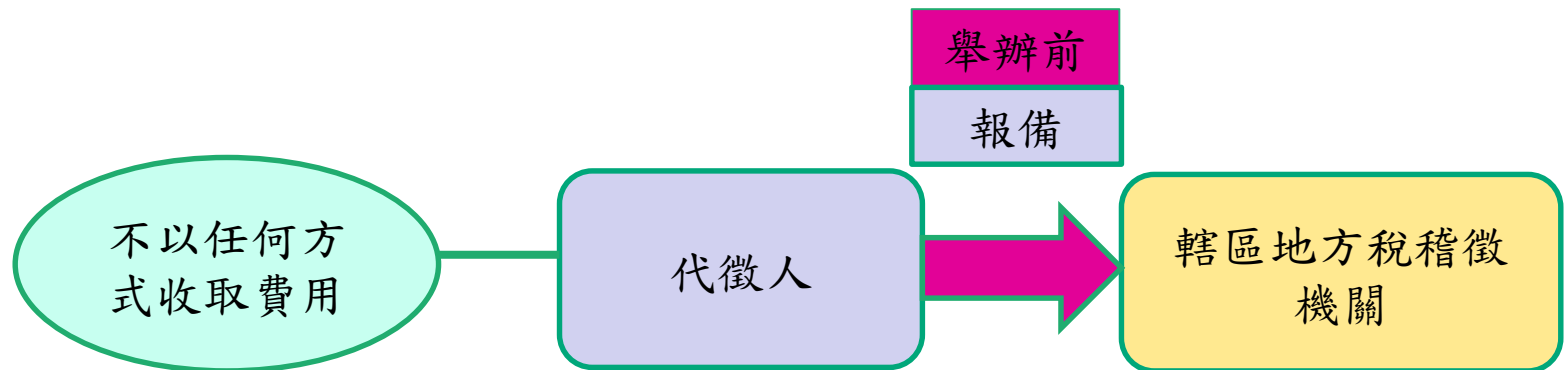 舉辦前
報備
不以任何方
式收取費用
代徵人
轄區地方稅稽徵
機關